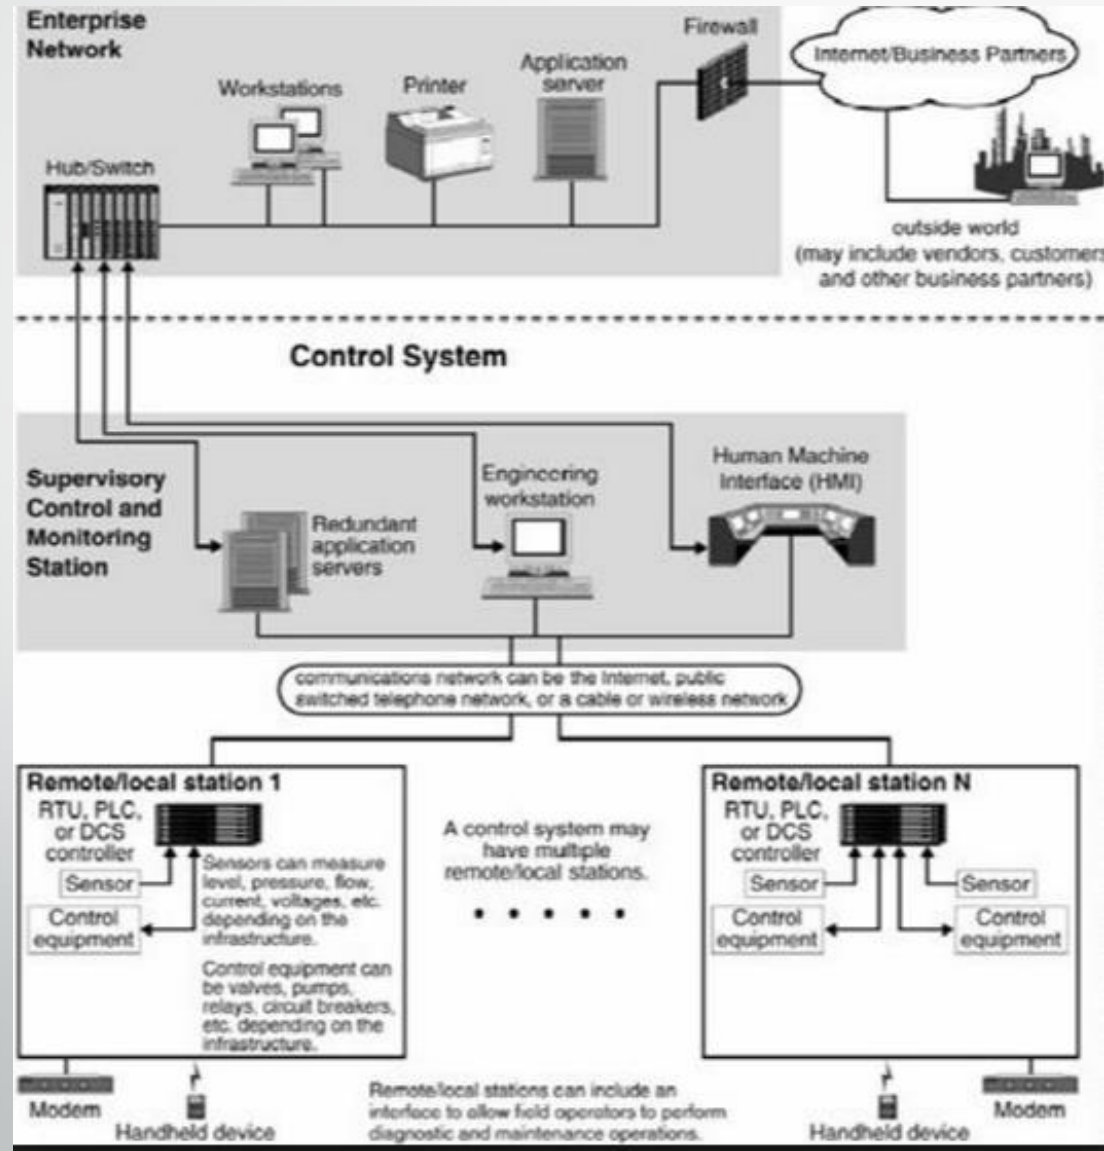 Enterprise
Network
Workstations
Printer
Application
server
Firewall
Internet/Business Partners
Hub/Switch
outside world
(may include vendors, customers
and other business partners)
Control System
Supervisory
Control and
Monitoring
Station
Redundant
application
servers
Engineering
workstation
Human Machine
Interface (HMI)
communications network can be the Internet, public
switched telephone network, or a cable or wireless network
Remote/local station 1
RTU, PLC,
or DCS
controller
Sensor
Control
equipment
Sensors can measure
level, pressure, flow,
current, voltages, etc.
depending on the
infrastructure.
Control equipment can
be valves, pumps,
relays, circuit breakers,
etc. depending on the
infrastructure.
Modem
Handheld device
A control system may
have multiple
remote/local stations.
Remote/local stations can include an
interface to allow field operators to perform
diagnostic and maintenance operations.
Remote/local station N
RTU, PLC,
or DCS
controller
Sensor
Control
equipment
Sensor
Control
equipment
Handheld device
Modem